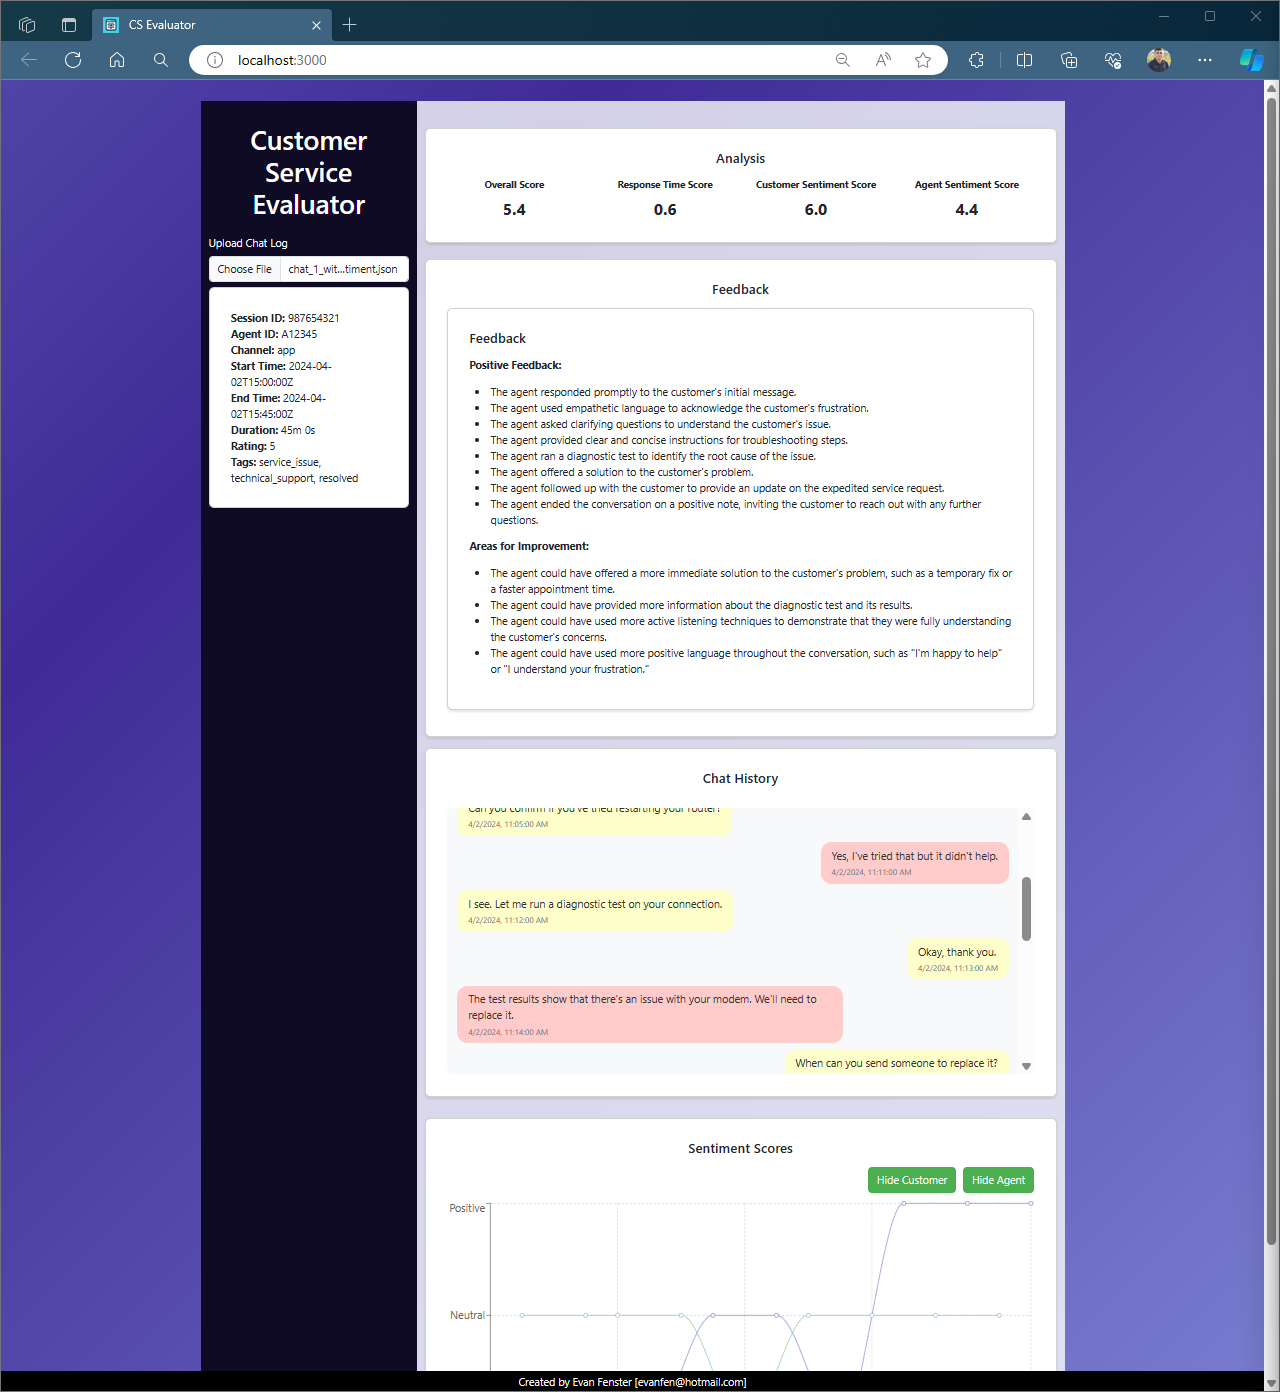 CS Evaluator
localhost:3000
Customer
Service
Evaluator
Upload Chat Log
Choose File chat_1_wit...timent.json
Session ID: 987654321
Agent ID: A12345
Channel: app
Start Time: 2024-04-
02T15:00:00Z
End Time: 2024-04-
02T15:45:00Z
Duration: 45m 0s
Rating: 5
Tags: service_issue,
technical_support, resolved
Analysis
Overall Score Response Time Score Customer Sentiment Score Agent Sentiment Score
5.4 0.6 6.0 4.4
Feedback
Feedback
Positive Feedback:
• The agent responded promptly to the customer's initial message.
• The agent used empathetic language to acknowledge the customer's frustration.
• The agent asked clarifying questions to understand the customer's issue.
• The agent provided clear and concise instructions for troubleshooting steps.
• The agent ran a diagnostic test to identify the root cause of the issue.
• The agent offered a solution to the customer's problem.
• The agent followed up with the customer to provide an update on the expedited service request.
• The agent ended the conversation on a positive note, inviting the customer to reach out with any further
questions.
Areas for Improvement:
• The agent could have offered a more immediate solution to the customer's problem, such as a temporary fix or
a faster appointment time.
• The agent could have provided more information about the diagnostic test and its results.
• The agent could have used more active listening techniques to demonstrate that they were fully understanding
the customer's concerns.
• The agent could have used more positive language throughout the conversation, such as "I'm happy to help"
or "I understand your frustration."
Chat History
Can you confirm if you've tried restarting your router?
4/2/2024, 11:05:00 AM
Yes, I've tried that but it didn't help.
4/2/2024, 11:11:00 AM
I see. Let me run a diagnostic test on your connection.
4/2/2024, 11:12:00 AM
Okay, thank you.
4/2/2024, 11:13:00 AM
The test results show that there's an issue with your modem. We'll need to
replace it.
4/2/2024, 11:14:00 AM
When can you send someone to replace it?
Sentiment Scores
Hide Customer Hide Agent
Positive
Neutral
Created by Evan Fenster [evanfen@hotmail.com]